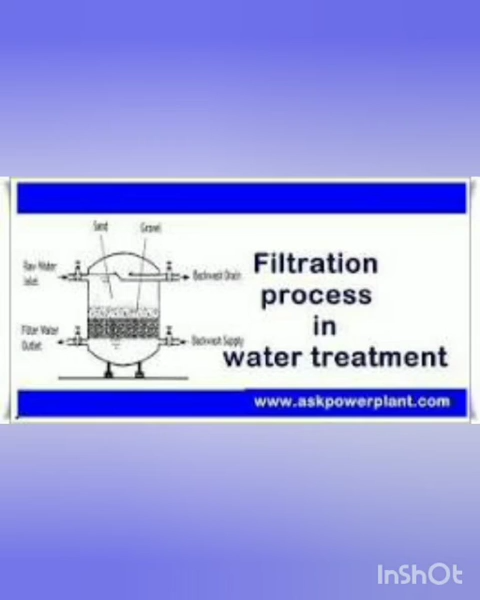 Sand
Gravel
Raw Water
Inlet
Backwash Drain
Filter Water
Outlet
Backwash Supply
Filtration
process
in
water treatment
www.askpowerplant.com
InShOt